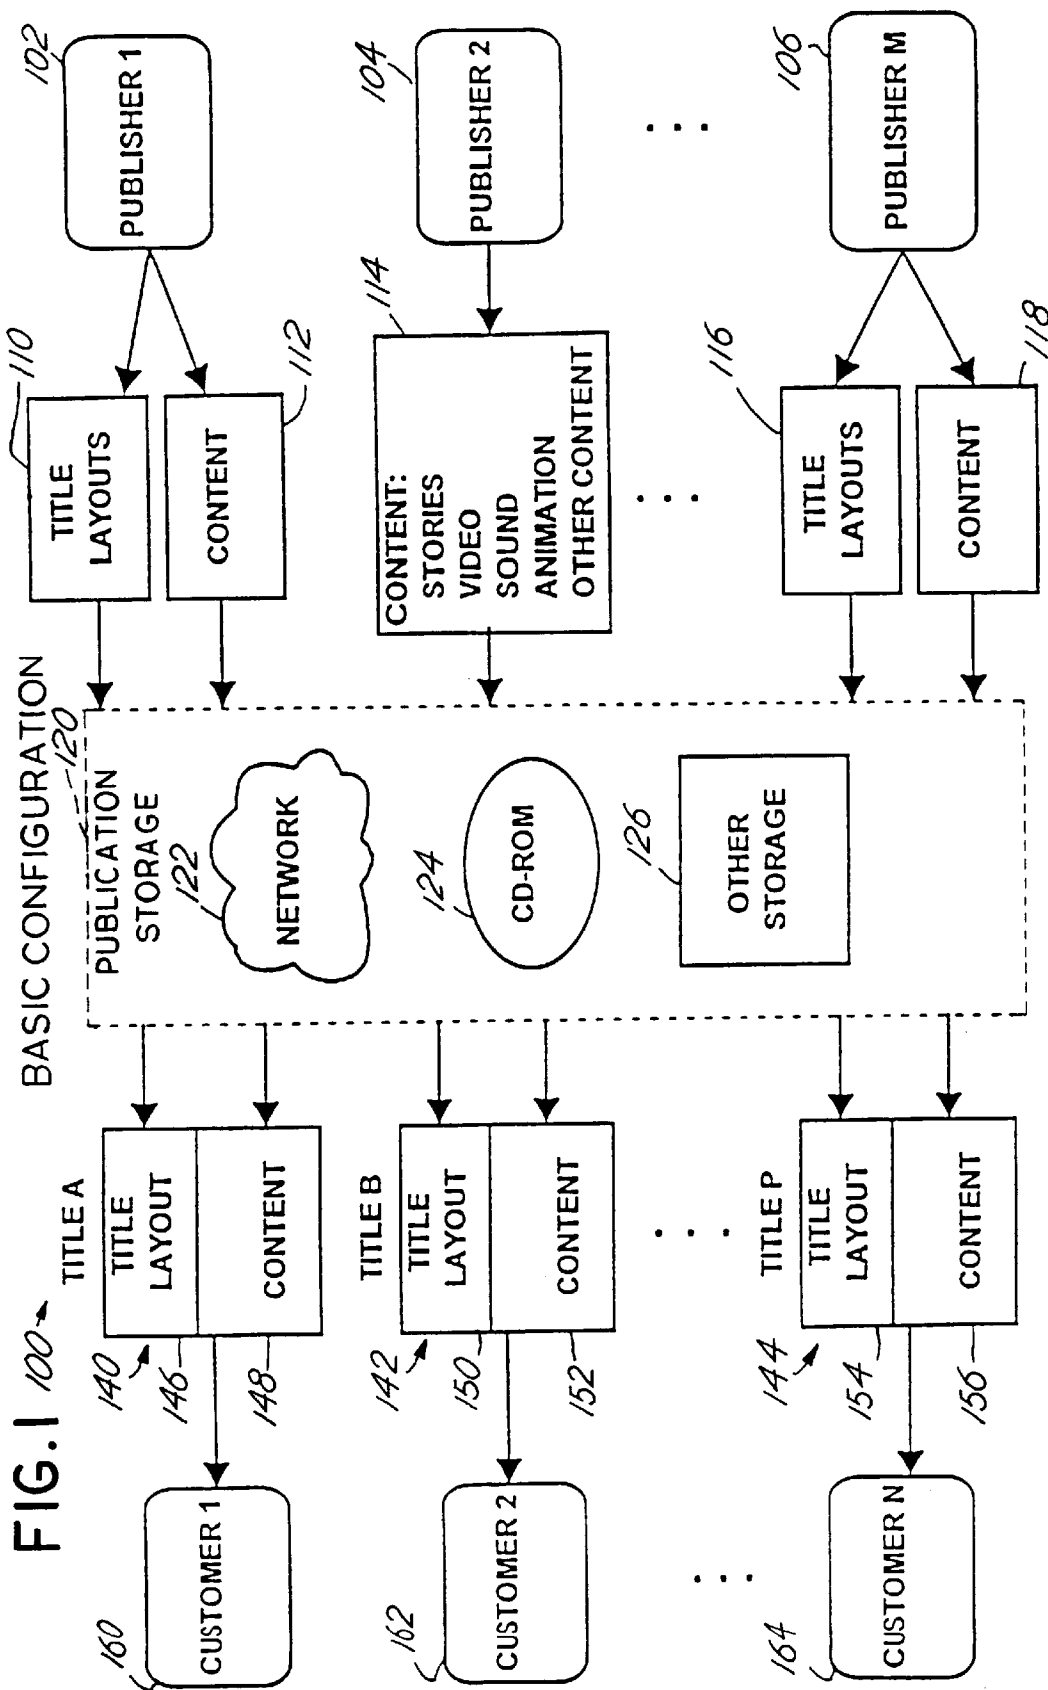 FIG.1
100
BASIC CONFIGURATION
160
CUSTOMER 1
140
146
148
TITLE A
TITLE
LAYOUT
CONTENT
120
PUBLICATION
STORAGE
122
NETWORK
110
TITLE
LAYOUTS
CONTENT
112
102
PUBLISHER 1
162
CUSTOMER 2
142
150
152
TITLE B
TITLE
LAYOUT
CONTENT
124
CD-ROM
114
CONTENT:
STORIES
VIDEO
SOUND
ANIMATION
OTHER CONTENT
104
PUBLISHER 2
164
CUSTOMER N
144
154
156
TITLE P
TITLE
LAYOUT
CONTENT
126
OTHER
STORAGE
116
TITLE
LAYOUTS
CONTENT
118
106
PUBLISHER M